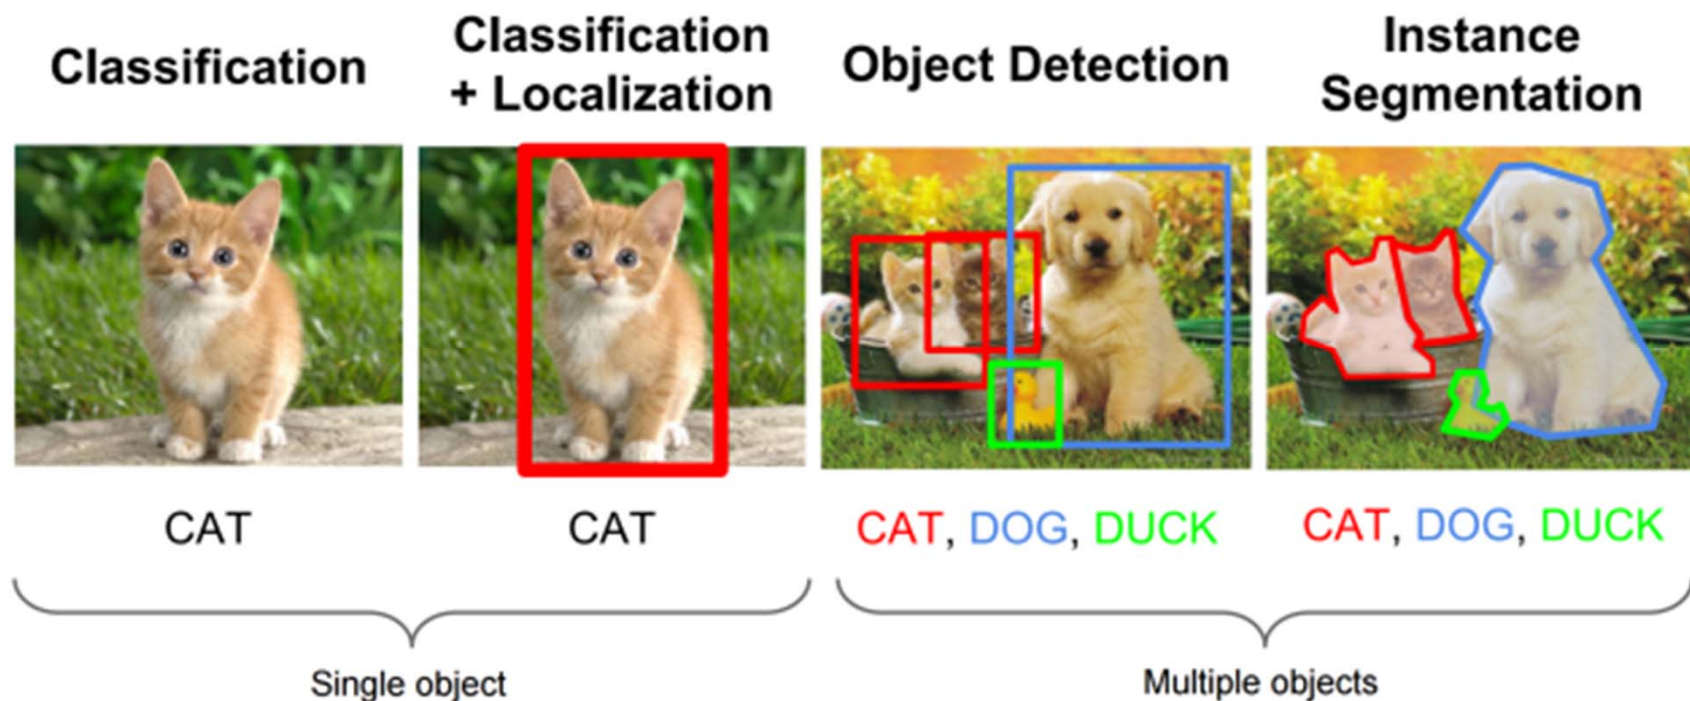 Classification
Classification
+ Localization
Object Detection
Instance
Segmentation
CAT
CAT
CAT, DOG, DUCK
CAT, DOG, DUCK
Single object
Multiple objects